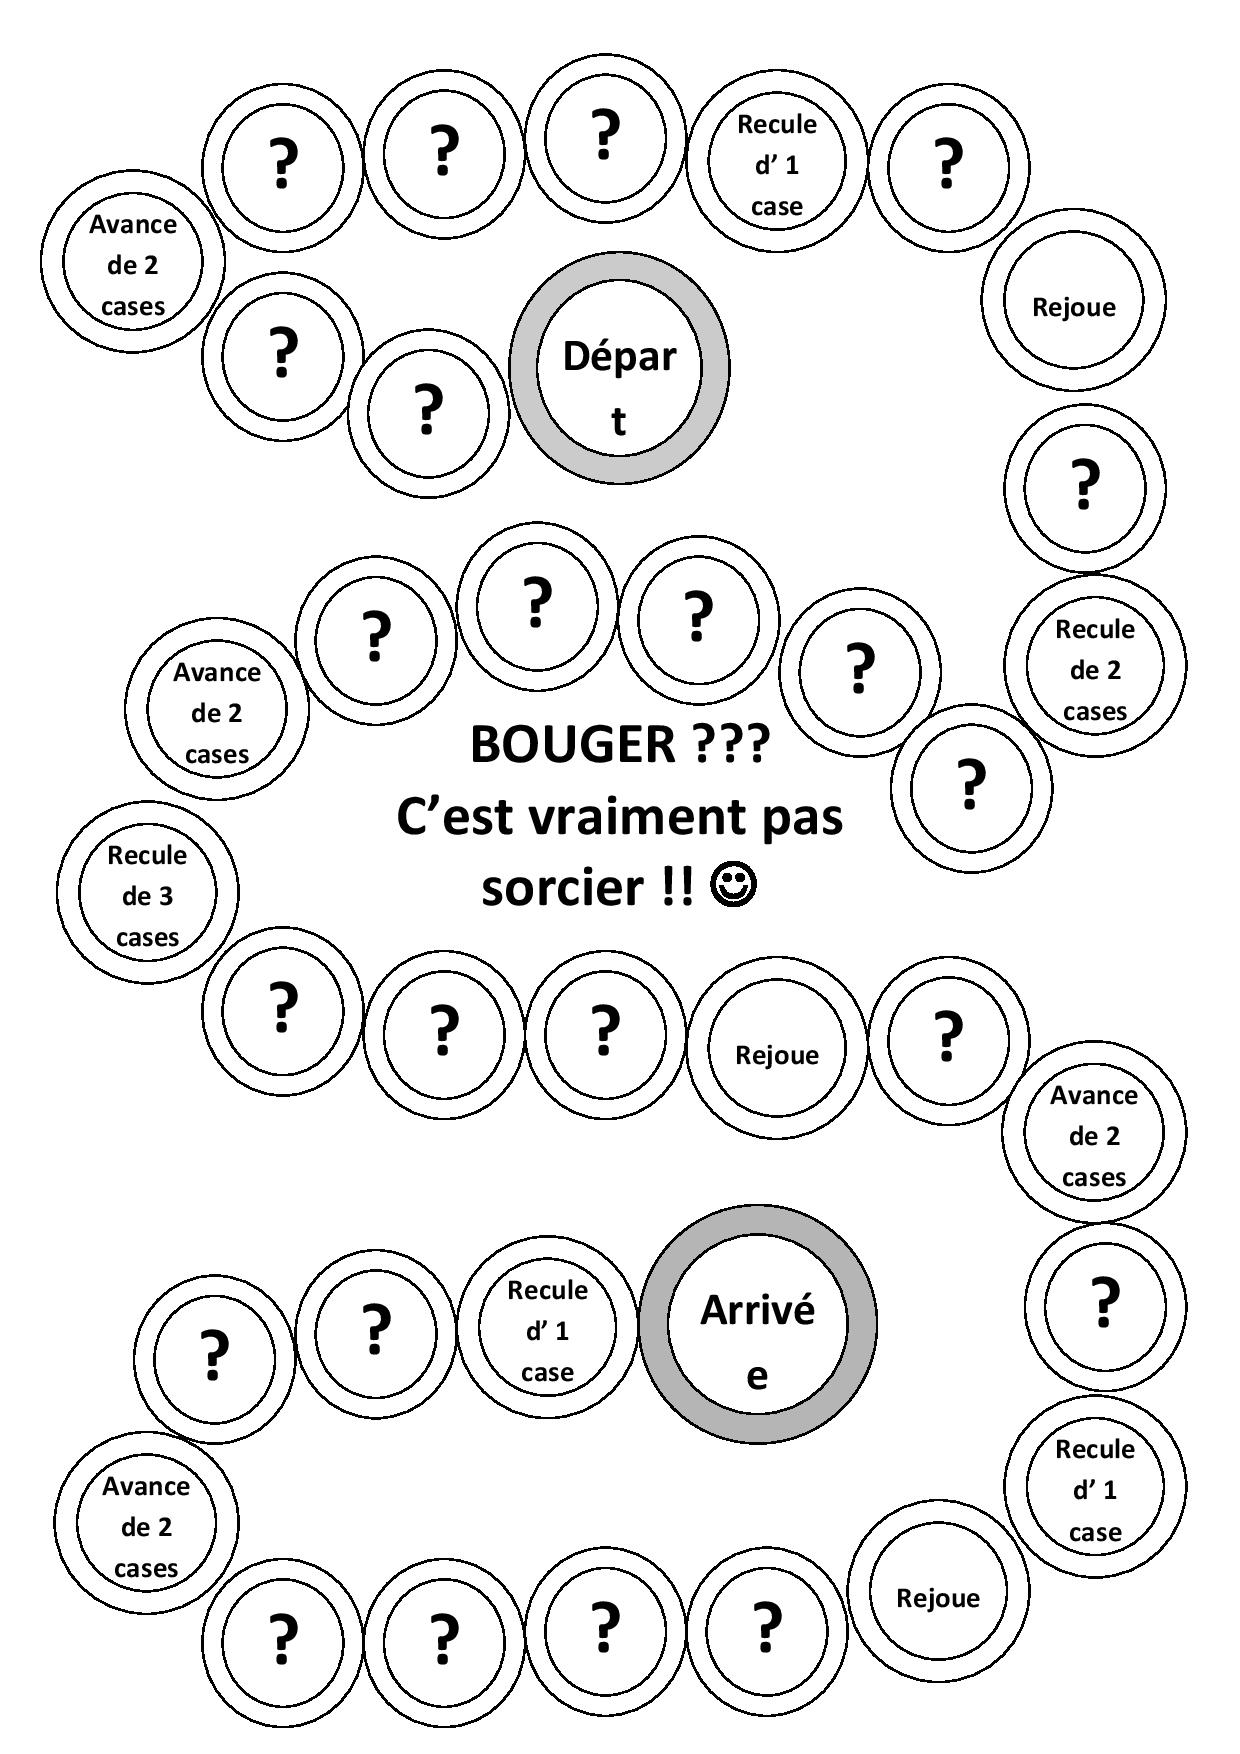 ?
?
?
Recule
d’ 1
case
?
Avance
de 2
cases
Rejoue
?
?
Dépar
t
?
?
?
?
?
Recule
de 2
cases
Avance
de 2
cases
?
?
BOUGER ???
C’est vraiment pas
sorcier !! ☺
Recule
de 3
cases
?
?
?
Rejoue
?
Avance
de 2
cases
?
?
?
Recule
d’ 1
case
Arrivé
e
Avance
de 2
cases
Recule
d’ 1
case
Rejoue
?
?
?
?